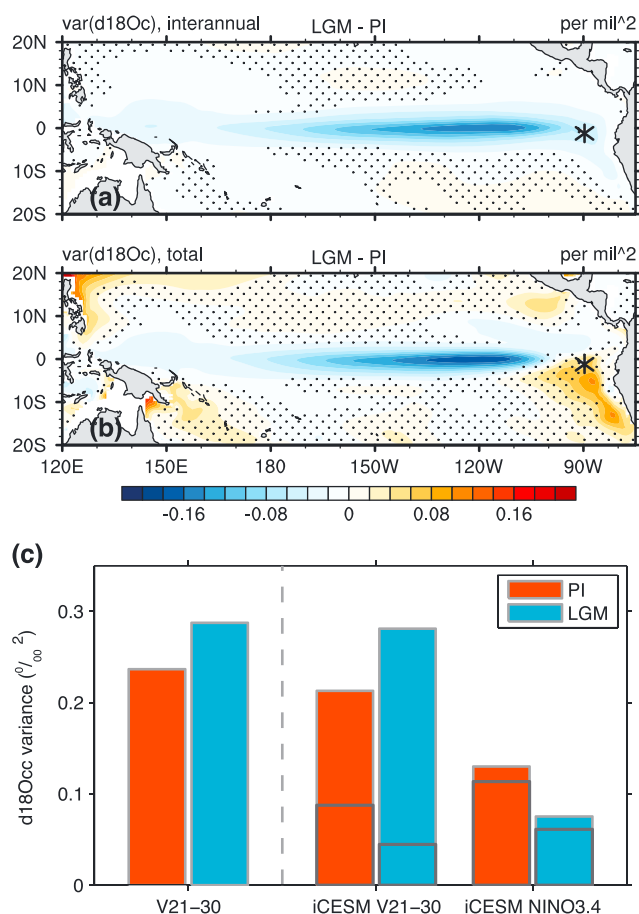 var(d18Oc), interannual LGM - PI per mil^2
20N
10N
0
10S
20S
(a)
var(d18Oc), total LGM - PI per mil^2
20N
10N
0
10S
20S
(b)
120E 150E 180 150W 120W 90W
-0.16 -0.08 0 0.08 0.16
(c)
PI
LGM
d18Occ variance (0/00 2)
0.3
0.2
0.1
0
V21–30 iCESM V21–30 iCESM NINO3.4